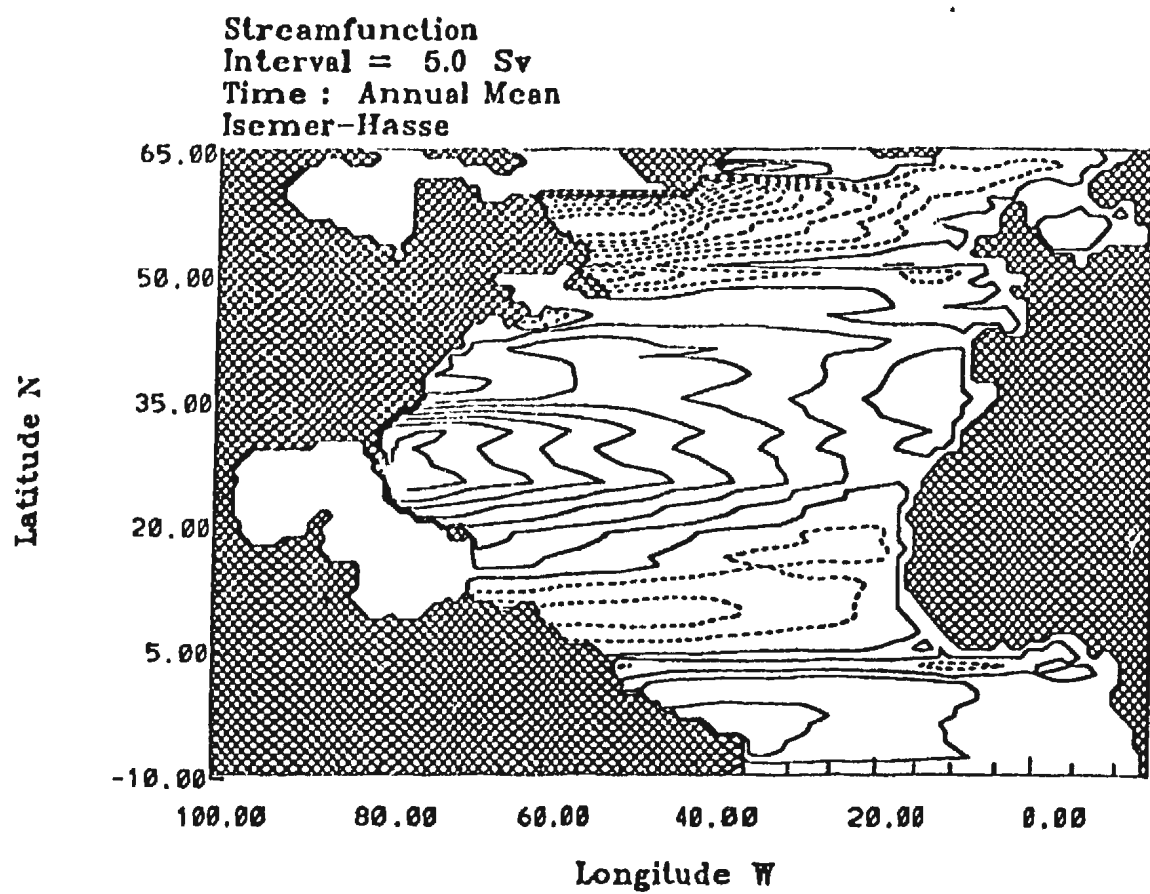 Streamfunction
Interval = 5.0 Sv
Time : Annual Mean
Isemer-Hasse
65.00
50.00
35.00
20.00
5.00
-10.00
Latitude N
100.00 80.00 60.00 40.00 20.00 0.00
Longitude W